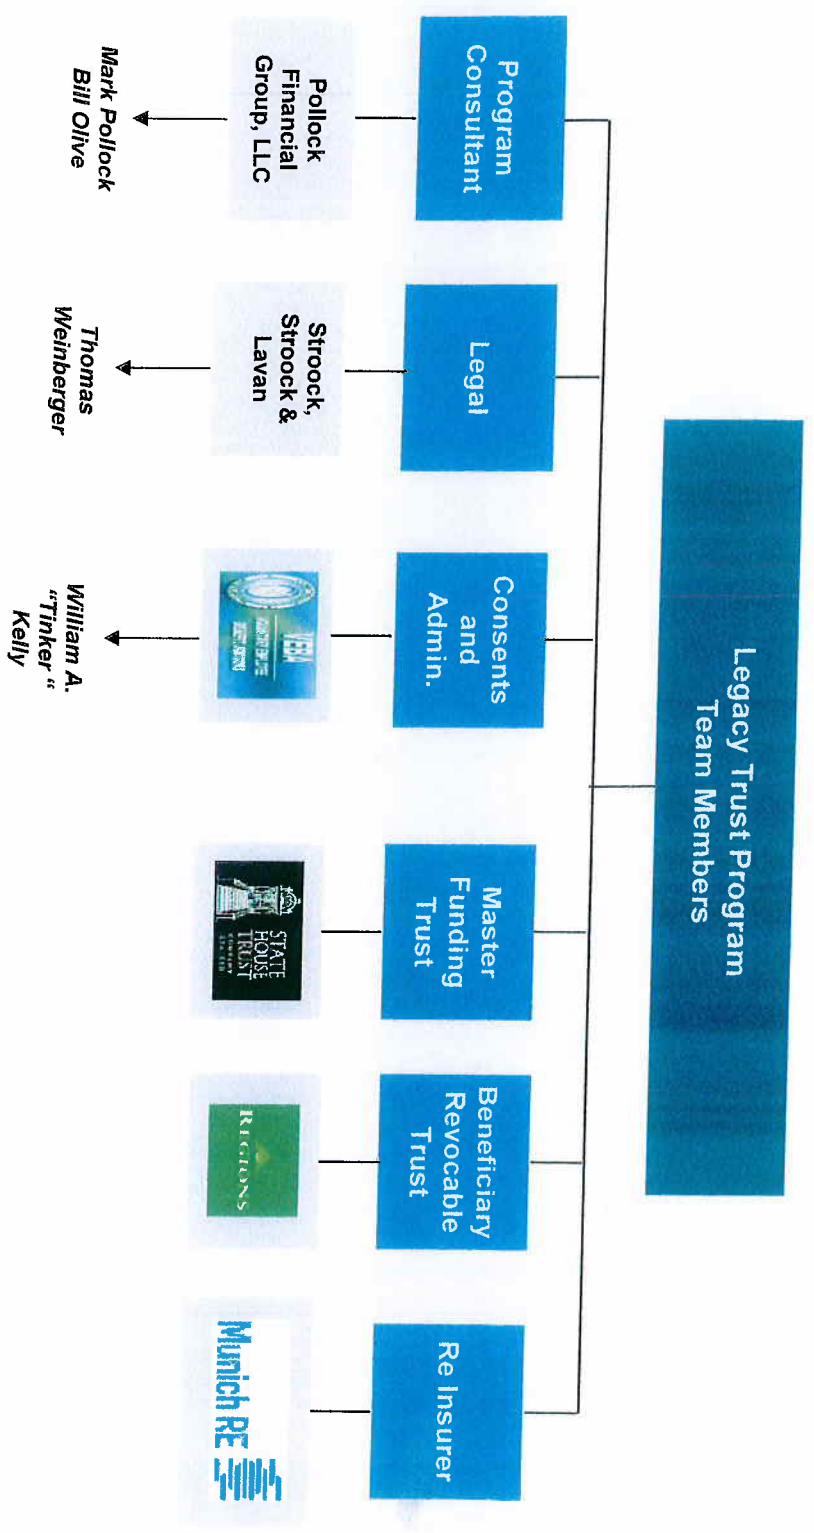 Legacy Trust Program
Team Members
Program
Consultant
Legal
Consents
and
Admin.
Master
Funding
Trust
Beneficiary
Revocable
Trust
Re Insurer
Pollock
Financial
Group, LLC
Stroock,
Stroock &
Lavan
VEBA
STATE
HOUSE
TRUST
COMPANY
REGIONS
Munich RE
Mark Pollock
Bill Olive
Thomas
Weinberger
William A.
“Tinker “
Kelly